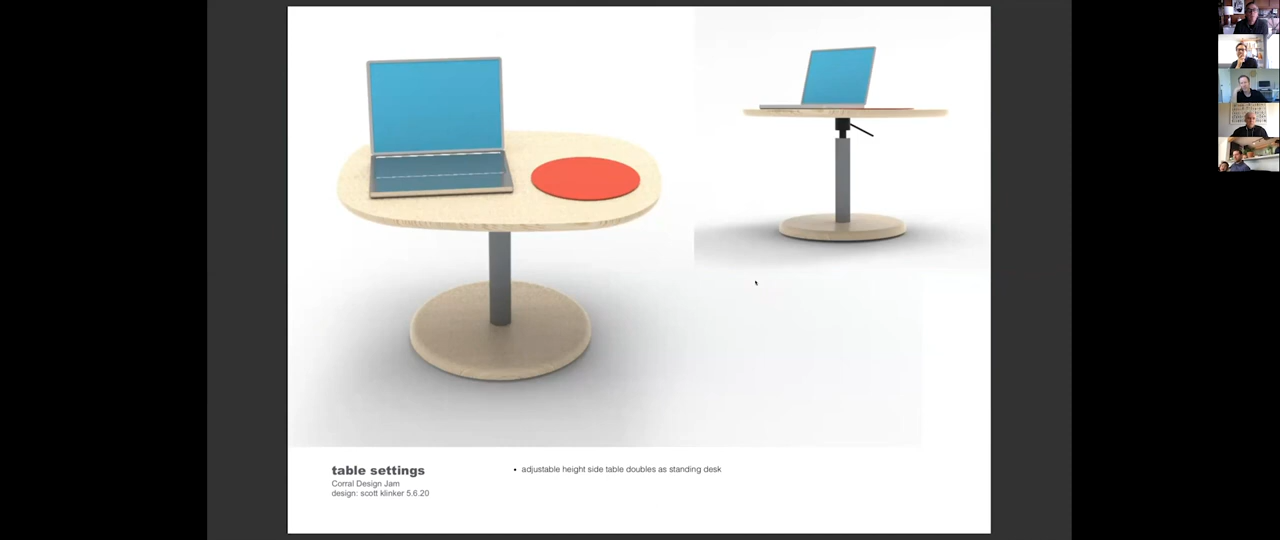 table settings
Corral Design Jam
design: scott klinker 5.6.20
• adjustable height side table doubles as standing desk